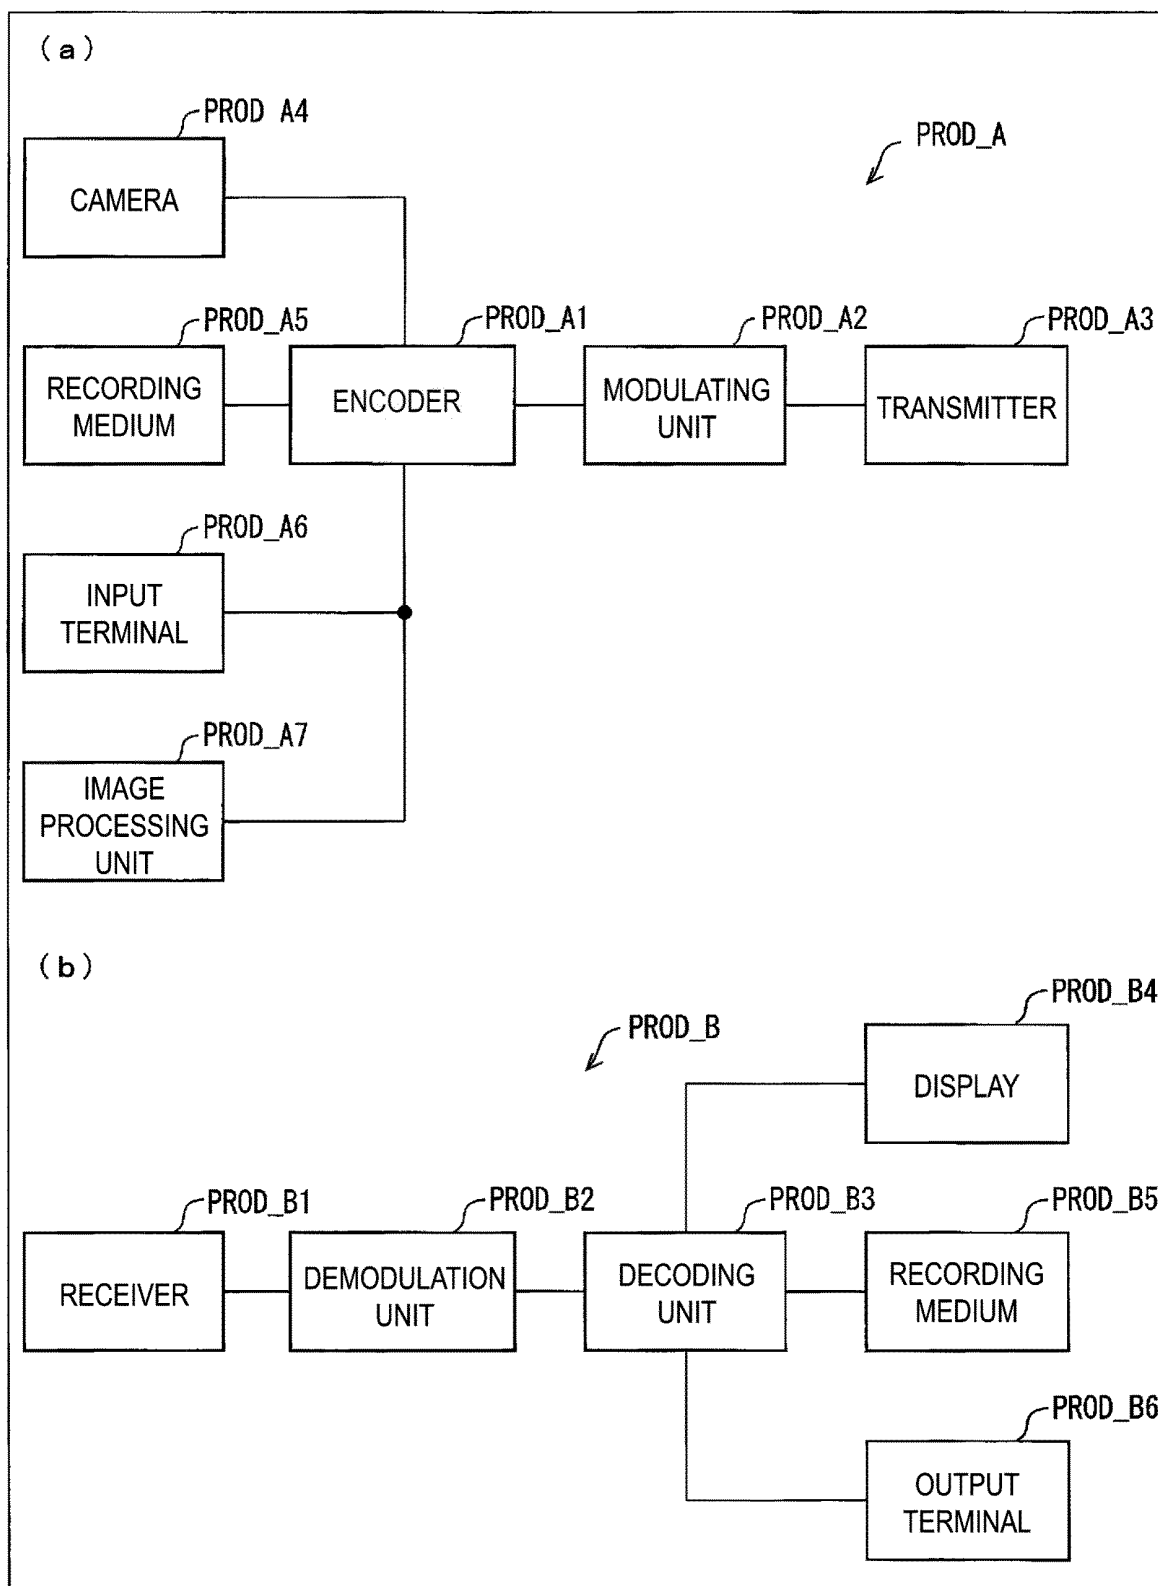 (a)
PROD A4
CAMERA
PROD_A
PROD_A5
RECORDING
MEDIUM
PROD_A1
ENCODER
PROD_A2
MODULATING
UNIT
PROD_A3
TRANSMITTER
PROD_A6
INPUT
TERMINAL
PROD_A7
IMAGE
PROCESSING
UNIT
(b)
PROD_B
PROD_B4
DISPLAY
PROD_B1
RECEIVER
PROD_B2
DEMODULATION
UNIT
PROD_B3
DECODING
UNIT
PROD_B5
RECORDING
MEDIUM
PROD_B6
OUTPUT
TERMINAL